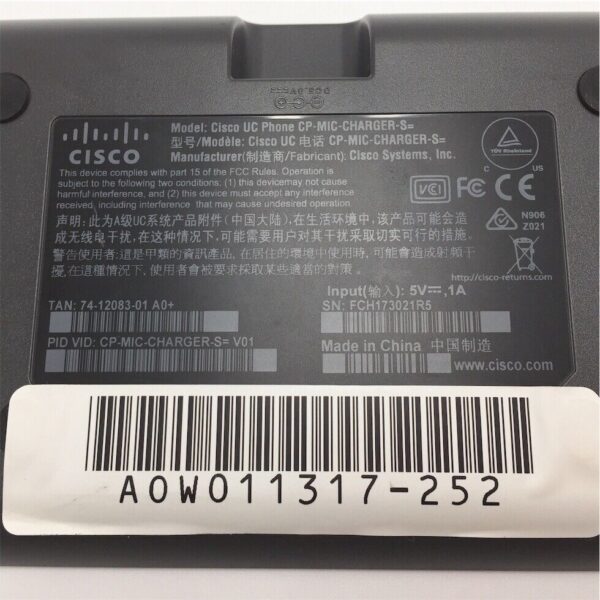 DC5.0V
Model: Cisco UC Phone CP-MIC-CHARGER-S=
型号/Modèle: Cisco UC 电话 CP-MIC-CHARGER-S=
Manufacturer(制造商/Fabricant): Cisco Systems, Inc.
CISCO
This device complies with part 15 of the FCC Rules. Operation is
subject to the following two conditions: (1) this devicemay not cause
harmful interference, and (2) this device must accept any interference
received, including interference that may cause undesired operation.
TÜV Rheinland
C US
VCI FC CE
N906
Z021
声明: 此为A级UC系统产品附件(中国大陆), 在生活环境中, 该产品可能会造
成无线电干扰, 在这种情况下, 可能需要用户对其干扰采取切实可行的措施。
警告使用者: 這是甲類的資訊產品, 在居住的環境中使用時, 可能會造成射頻干
擾, 在這種情況下, 使用者會被要求採取某些適當的對策。
http://cisco-returns.com
TAN: 74-12083-01 A0+
Input(输入): 5V⎓,1A
SN: FCH173021R5
PID VID: CP-MIC-CHARGER-S= V01
Made in China 中国制造
www.cisco.com
A0W011317-252